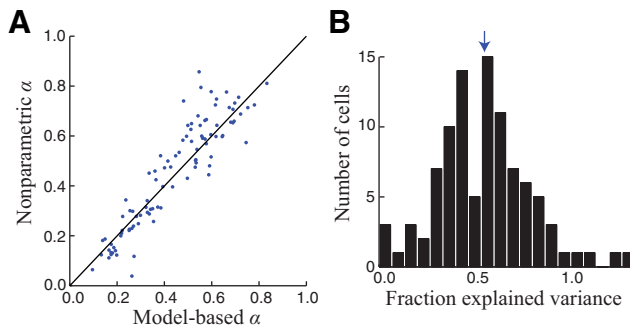 A
1.0
0.8
0.6
0.4
0.2
0.0
Nonparametric α
0.0 0.2 0.4 0.6 0.8 1.0
Model-based α
B
15
10
5
0
Number of cells
0.0 0.5 1.0
Fraction explained variance